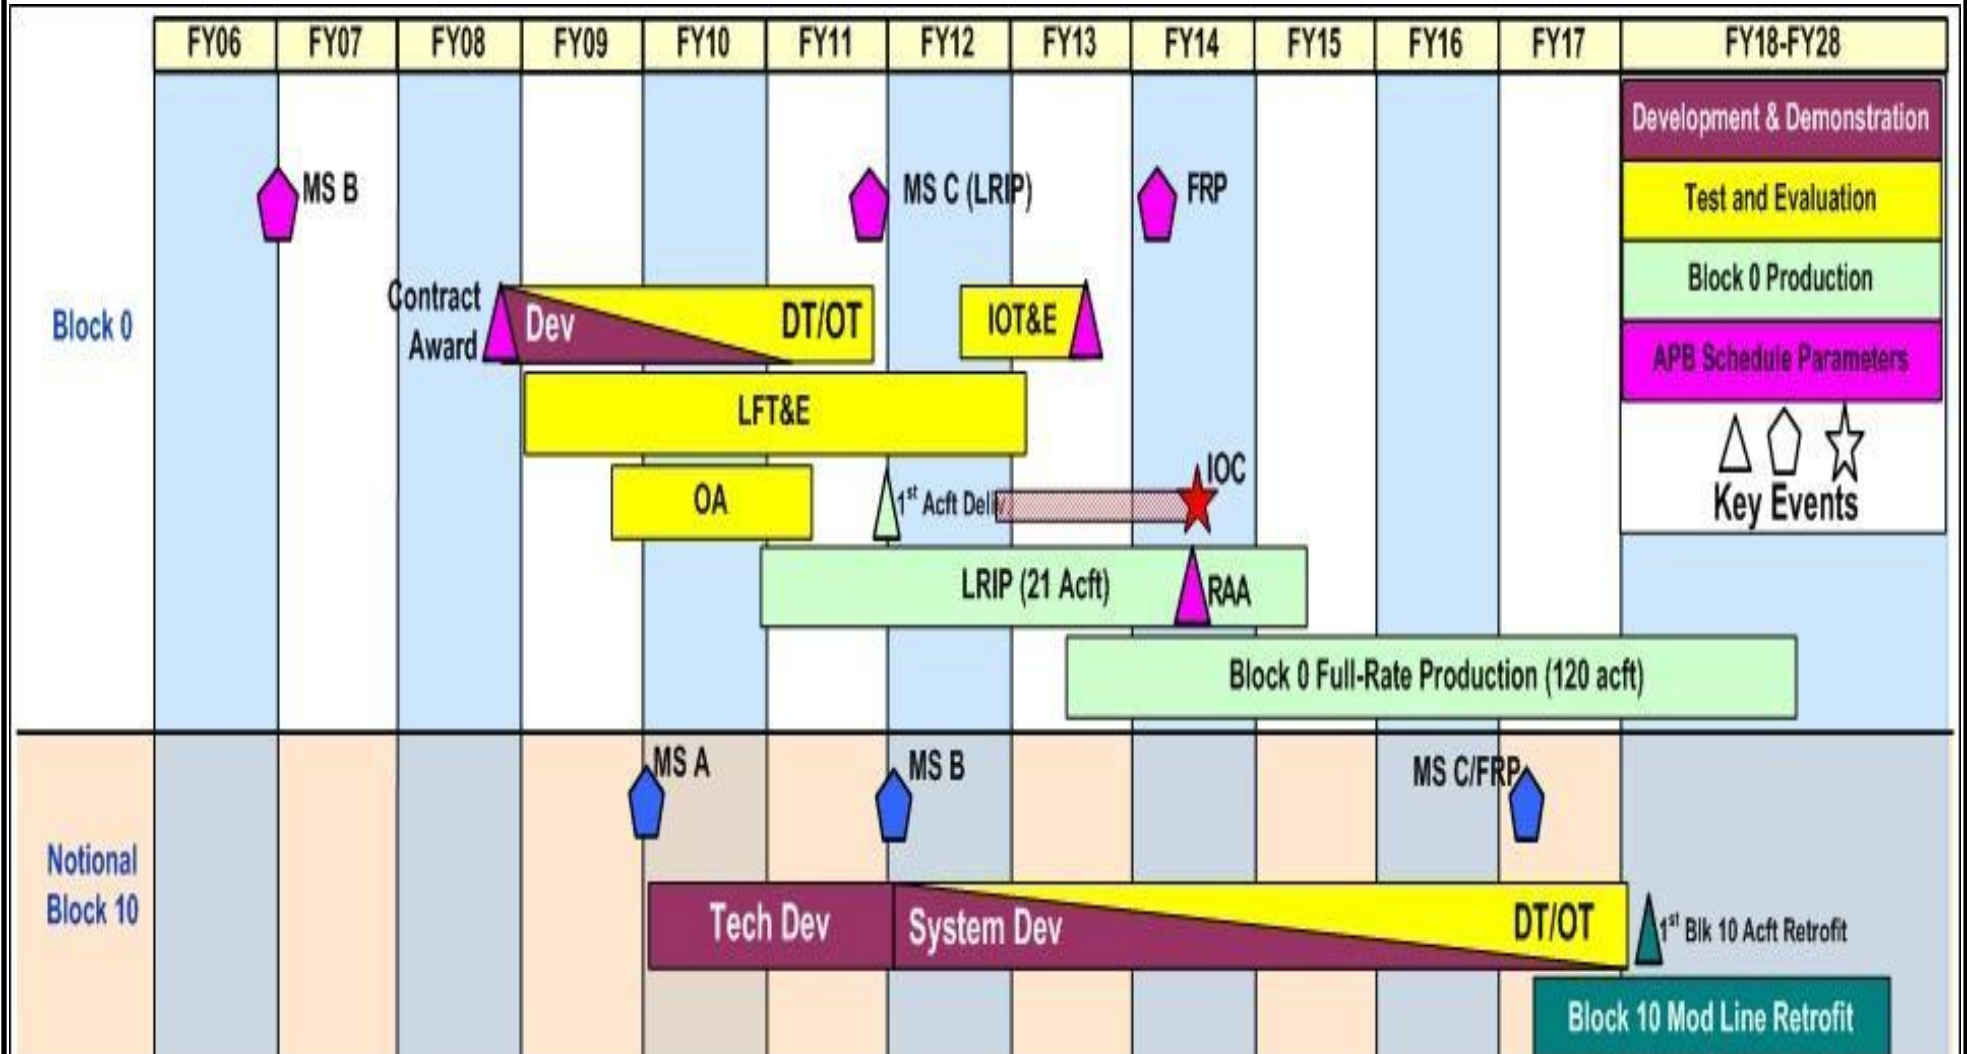 FY06 FY07 FY08 FY09 FY10 FY11 FY12 FY13 FY14 FY15 FY16 FY17 FY18-FY28
Development & Demonstration
Test and Evaluation
Block 0 Production
APB Schedule Parameters
Key Events
Block 0
MS B
MS C (LRIP)
FRP
Contract
Award
Dev
DT/OT
IOT&E
LFT&E
OA
1st Acft Deliv
IOC
LRIP (21 Acft)
RAA
Block 0 Full-Rate Production (120 acft)
Notional
Block 10
MS A
MS B
MS C/FRP
Tech Dev
System Dev
DT/OT
1st Blk 10 Acft Retrofit
Block 10 Mod Line Retrofit